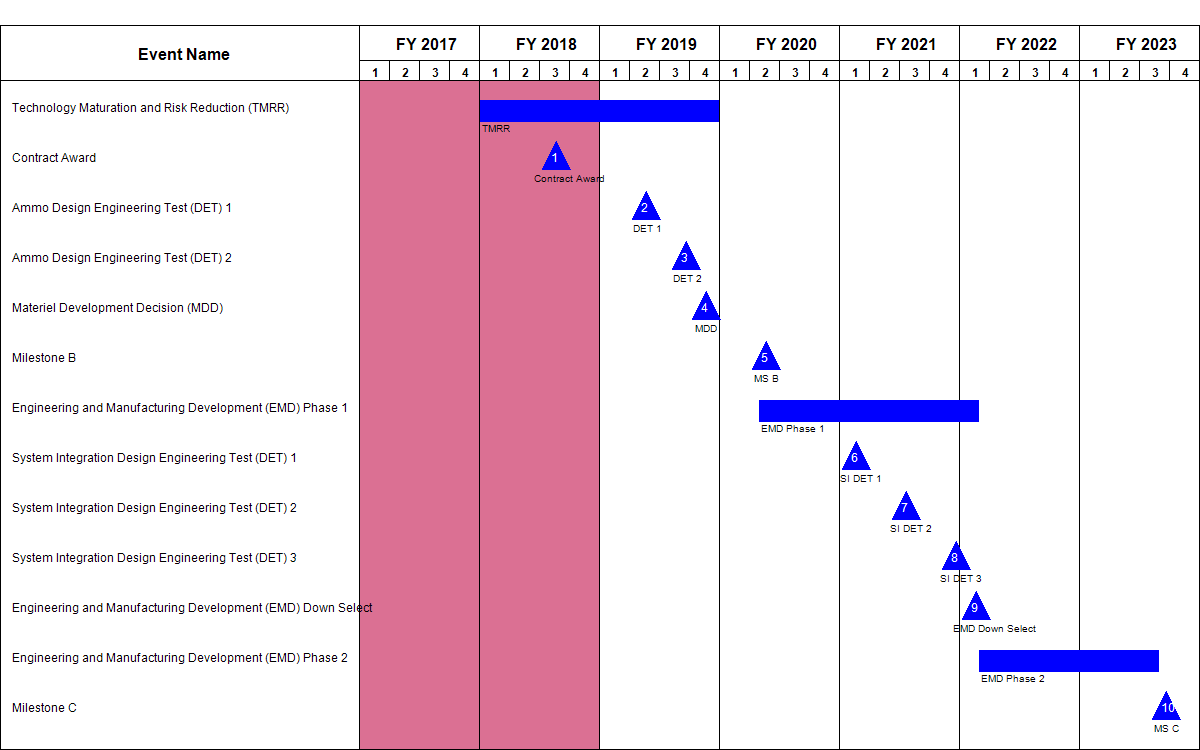 Event Name
FY 2017 FY 2018 FY 2019 FY 2020 FY 2021 FY 2022 FY 2023
1 2 3 4 1 2 3 4 1 2 3 4 1 2 3 4 1 2 3 4 1 2 3 4 1 2 3 4
Technology Maturation and Risk Reduction (TMRR)
TMRR
Contract Award
1
Contract Award
Ammo Design Engineering Test (DET) 1
2
DET 1
Ammo Design Engineering Test (DET) 2
3
DET 2
Materiel Development Decision (MDD)
4
MDD
Milestone B
5
MS B
Engineering and Manufacturing Development (EMD) Phase 1
EMD Phase 1
System Integration Design Engineering Test (DET) 1
6
SI DET 1
System Integration Design Engineering Test (DET) 2
7
SI DET 2
System Integration Design Engineering Test (DET) 3
8
SI DET 3
Engineering and Manufacturing Development (EMD) Down Select
9
EMD Down Select
Engineering and Manufacturing Development (EMD) Phase 2
EMD Phase 2
Milestone C
10
MS C